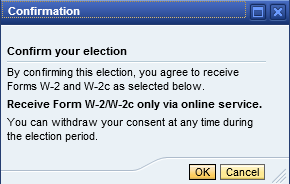 Confirmation
Confirm your election
By confirming this election, you agree to receive
Forms W-2 and W-2c as selected below.
Receive Form W-2/W-2c only via online service.
You can withdraw your consent at any time during
the election period.
OK Cancel